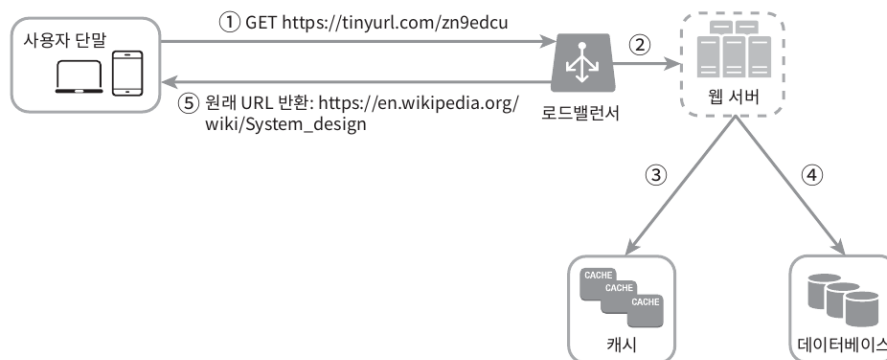 ① GET https://tinyurl.com/zn9edcu
사용자 단말
②
⑤ 원래 URL 반환: https://en.wikipedia.org/
wiki/System_design
로드밸런서
웹 서버
③
④
CACHE
CACHE
CACHE
캐시
데이터베이스